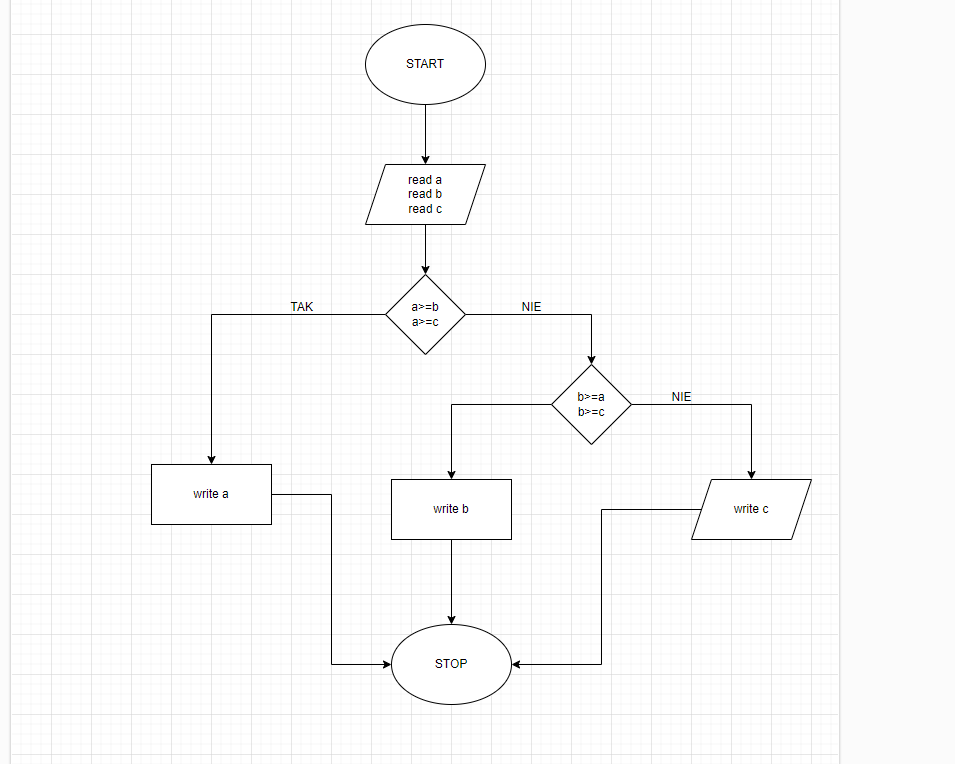 START
read a
read b
read c
a>=b
a>=c
TAK
NIE
b>=a
b>=c
NIE
write a
write b
write c
STOP